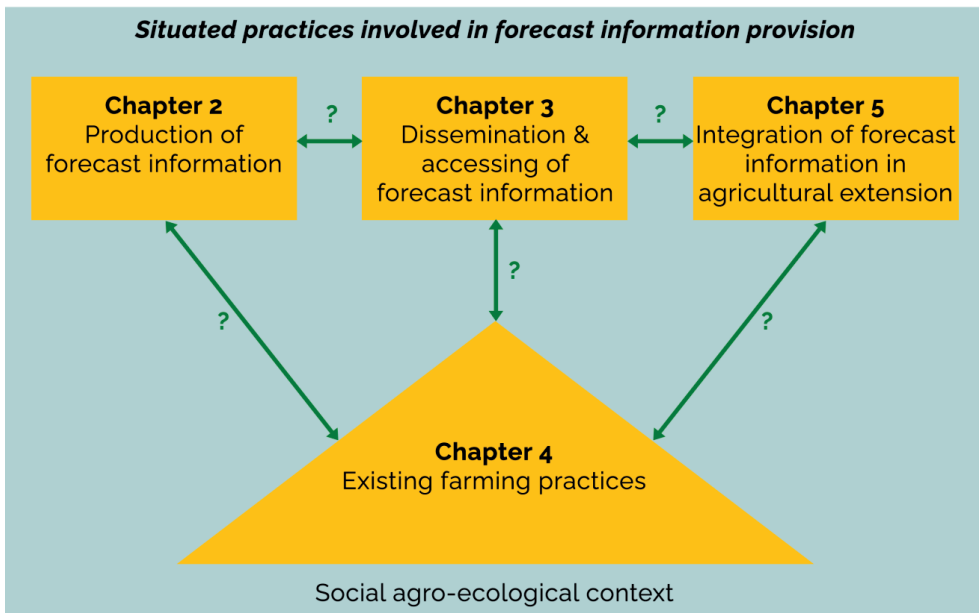 Situated practices involved in forecast information provision
Chapter 2
Production of
forecast information
?
Chapter 3
Dissemination &
accessing of
forecast information
?
Chapter 5
Integration of forecast
information in
agricultural extension
?
?
?
Chapter 4
Existing farming practices
Social agro-ecological context